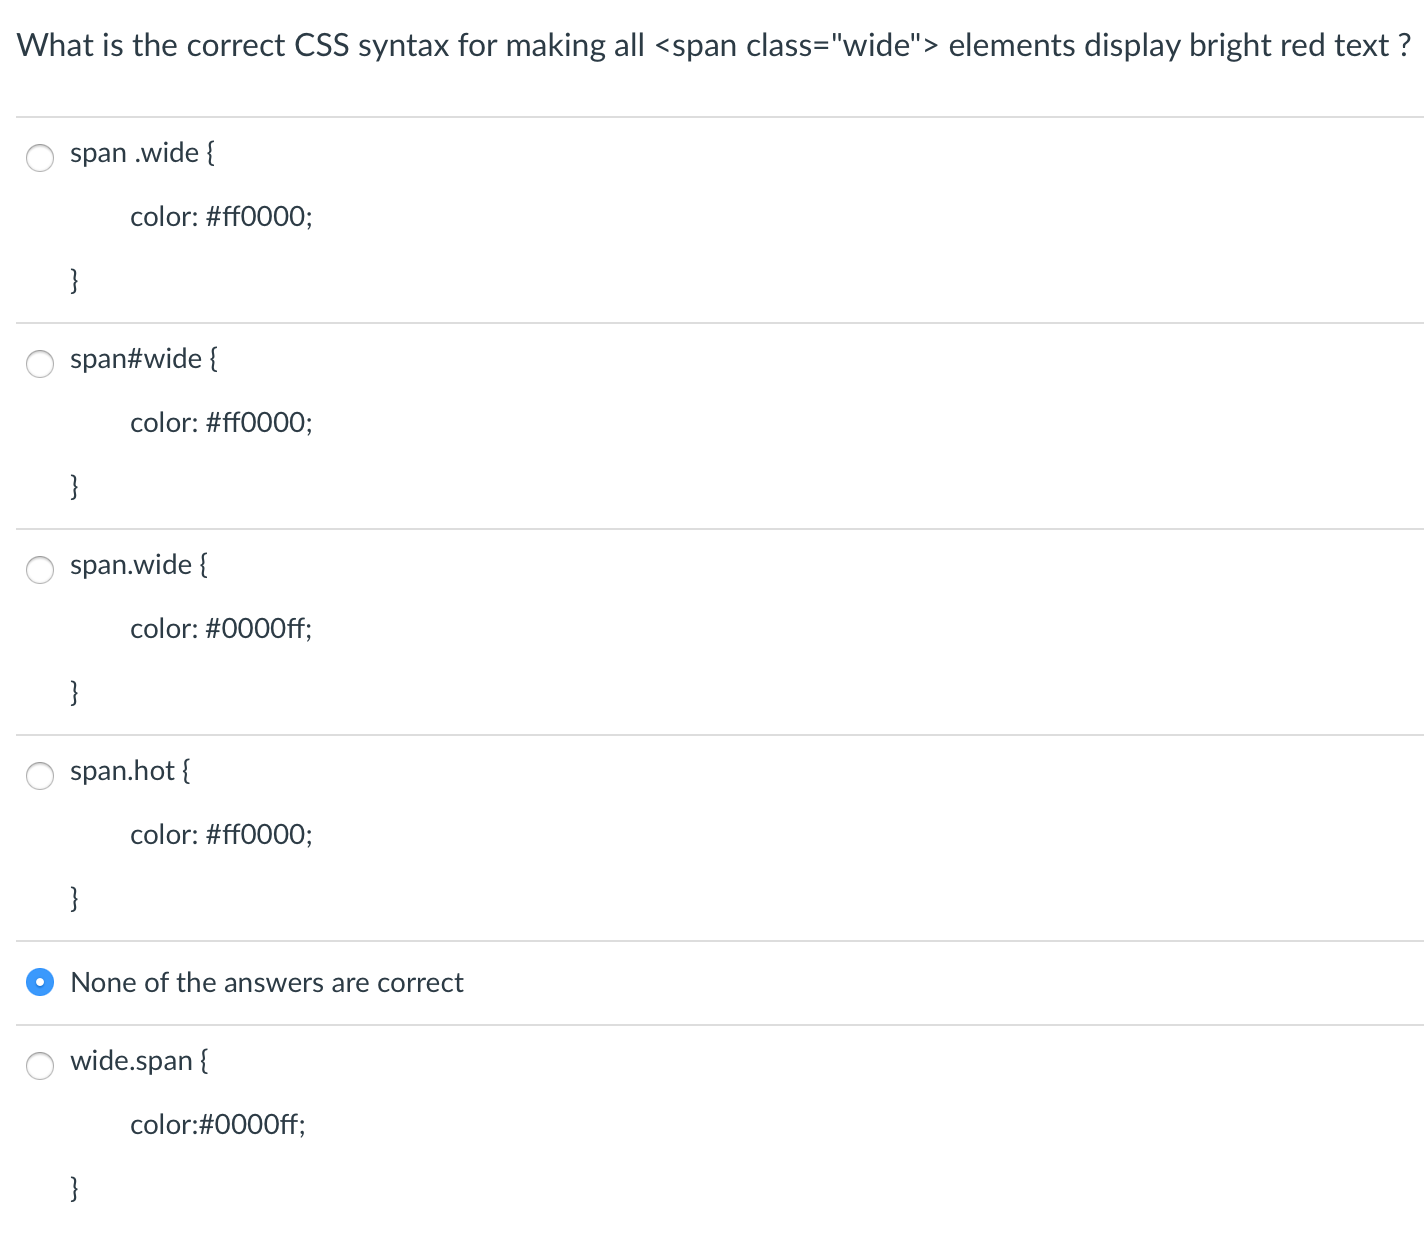 What is the correct CSS syntax for making all <span class="wide"> elements display bright red text ?
span .wide {
color: #ff0000;
}
span#wide {
color: #ff0000;
}
span.wide {
color: #0000ff;
}
span.hot {
color: #ff0000;
}
None of the answers are correct
wide.span {
color:#0000ff;
}